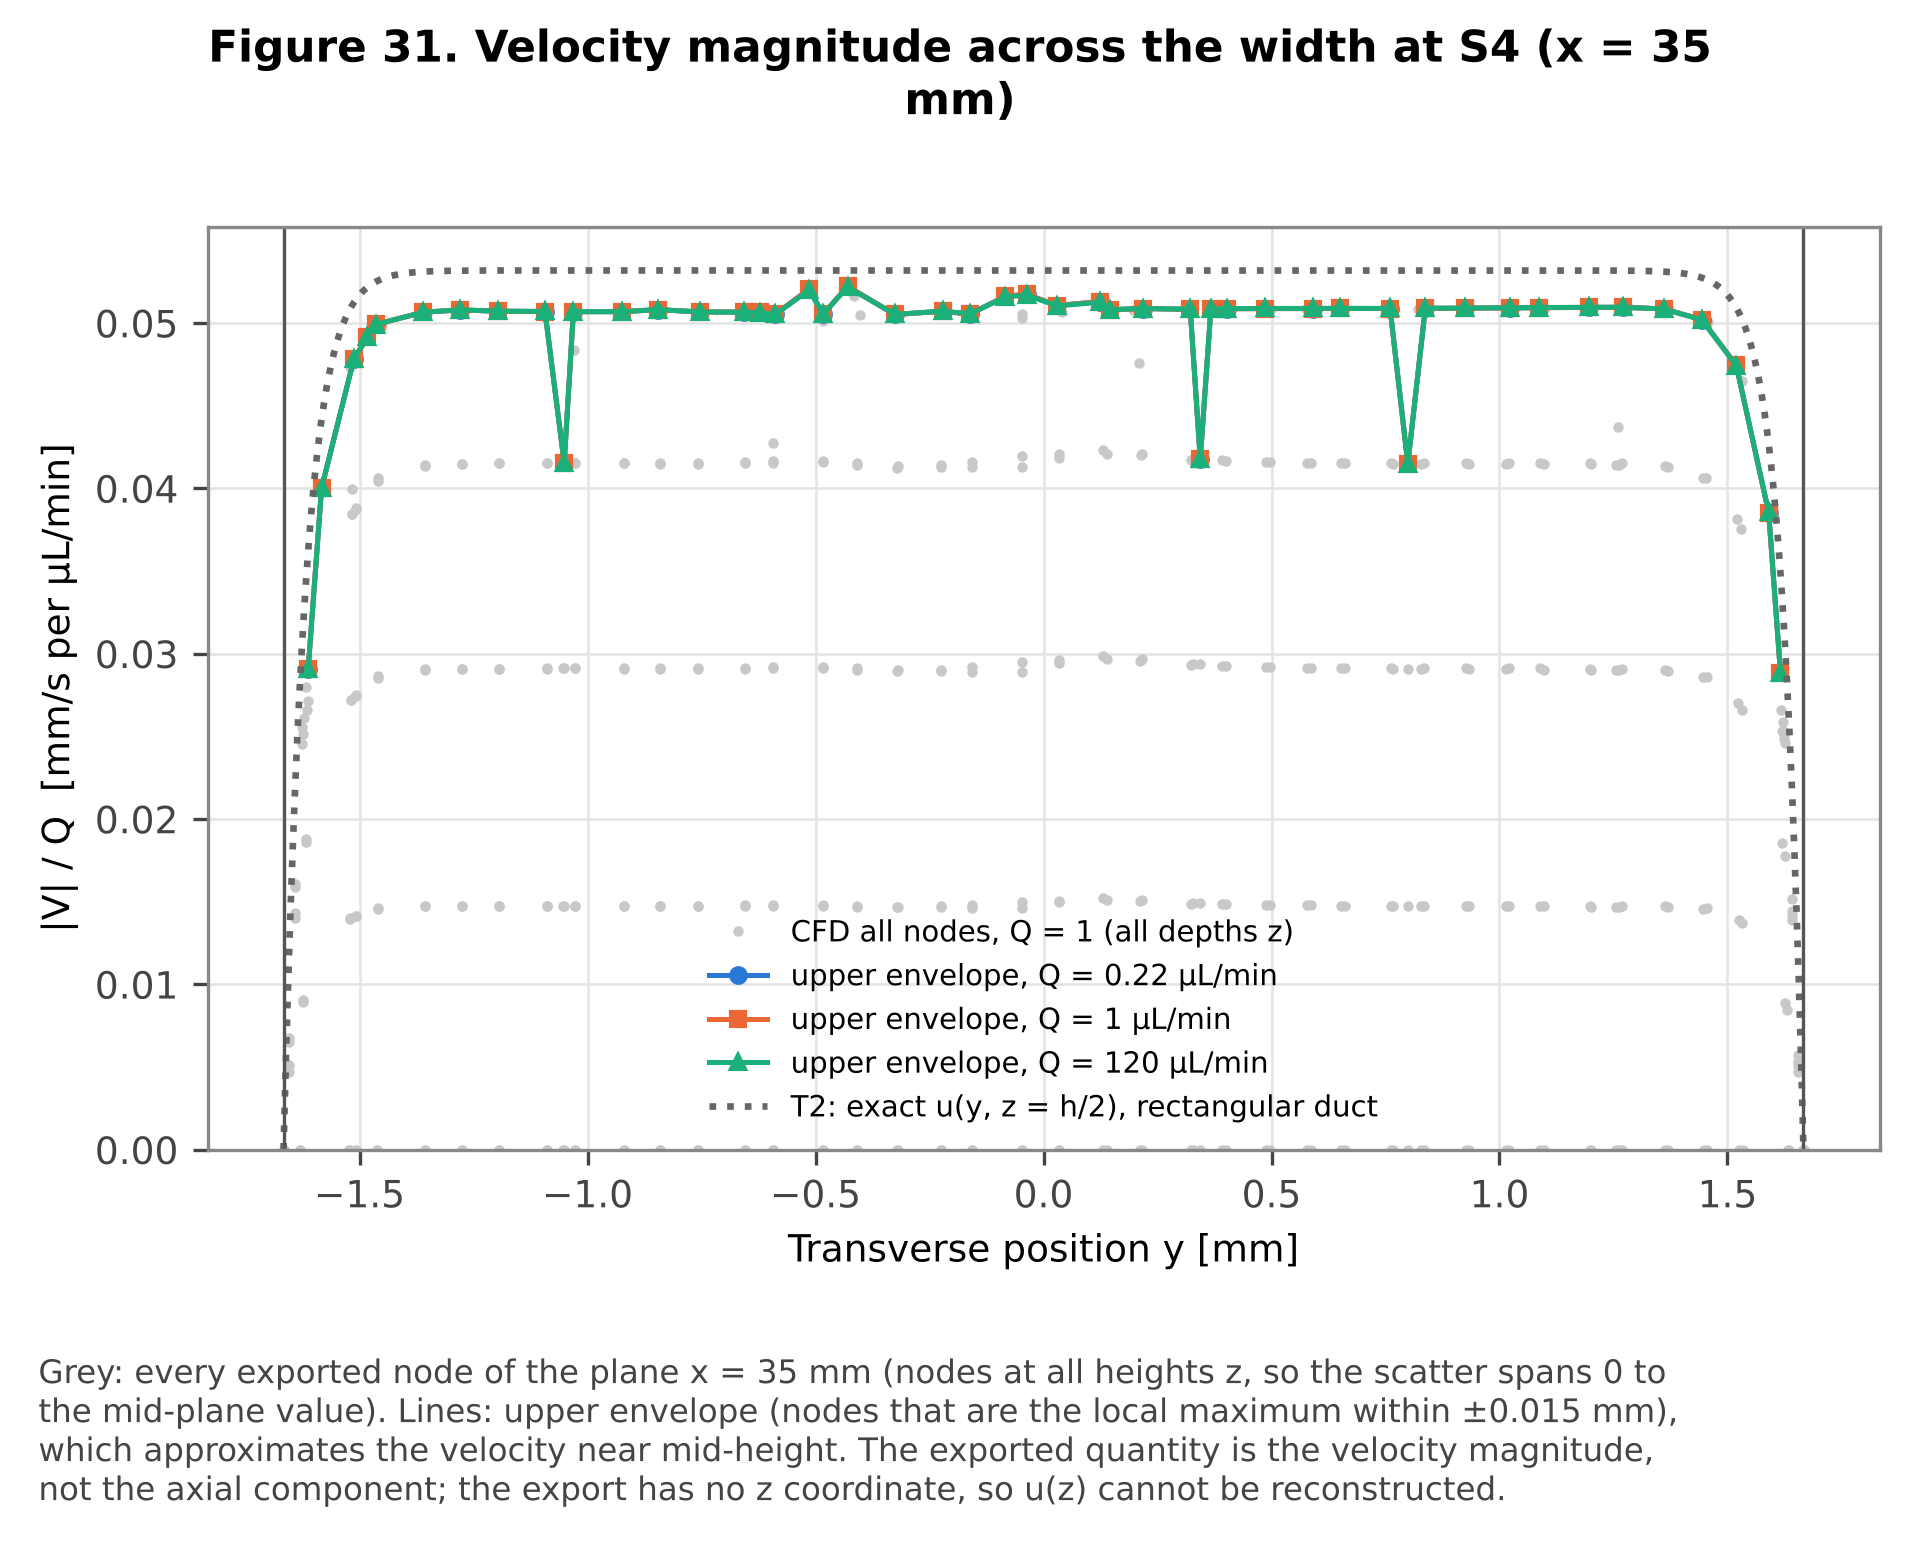 Figure 31. Velocity magnitude across the width at S4 (x = 35
mm)
|V| / Q  [mm/s per µL/min]
0.05
0.04
0.03
0.02
0.01
0.00
CFD all nodes, Q = 1 (all depths z)
upper envelope, Q = 0.22 µL/min
upper envelope, Q = 1 µL/min
upper envelope, Q = 120 µL/min
T2: exact u(y, z = h/2), rectangular duct
−1.5 −1.0 −0.5 0.0 0.5 1.0 1.5
Transverse position y [mm]
Grey: every exported node of the plane x = 35 mm (nodes at all heights z, so the scatter spans 0 to
the mid-plane value). Lines: upper envelope (nodes that are the local maximum within ±0.015 mm),
which approximates the velocity near mid-height. The exported quantity is the velocity magnitude,
not the axial component; the export has no z coordinate, so u(z) cannot be reconstructed.